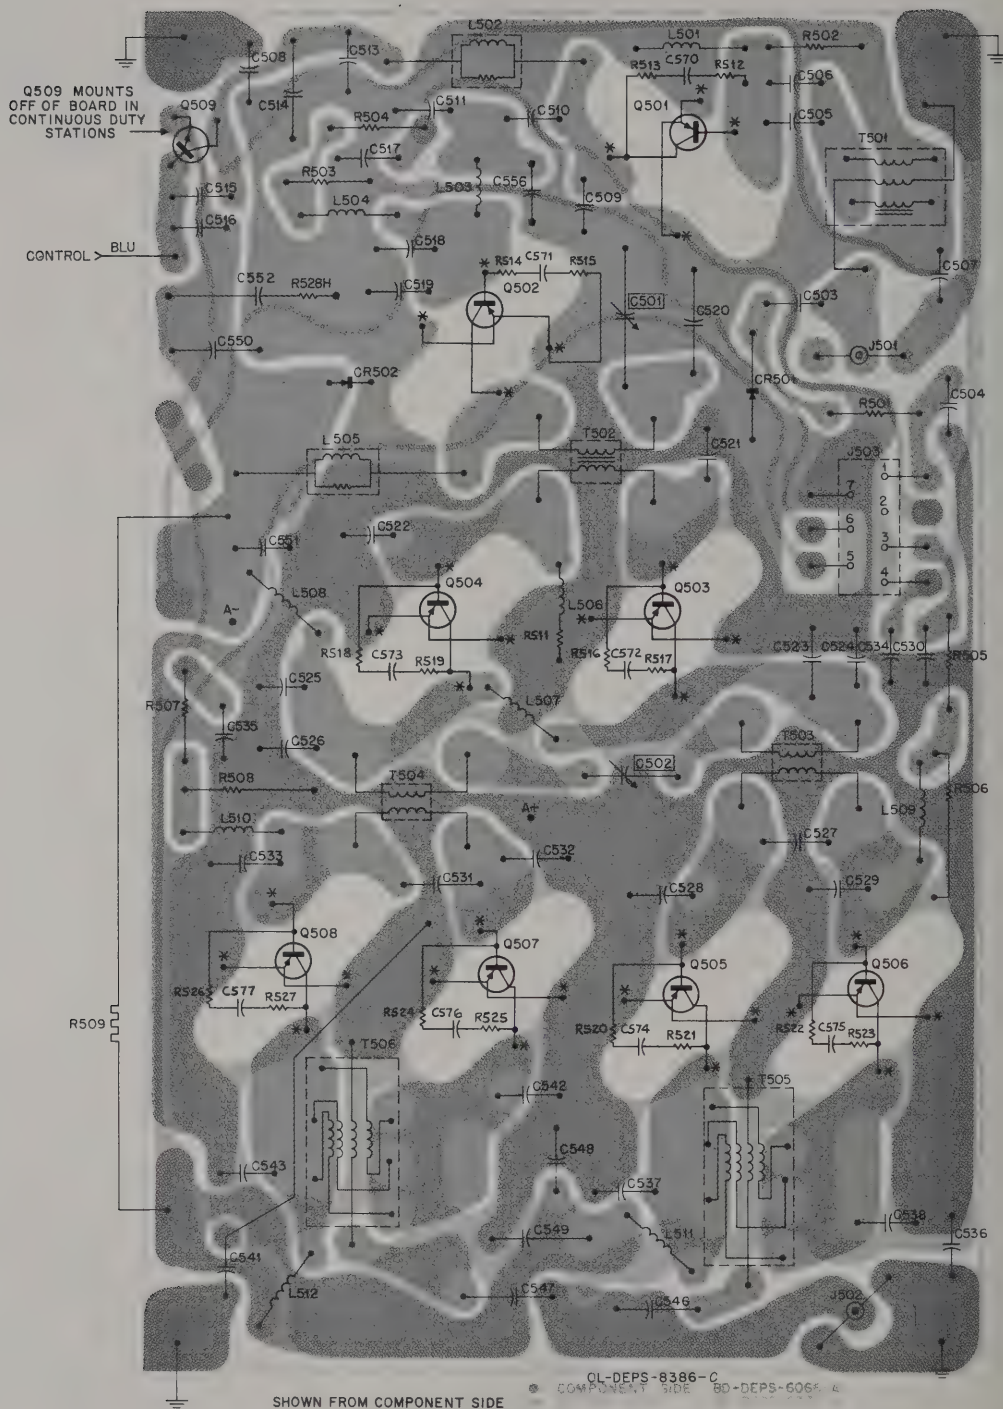 L502
L501
R502
C508
C513
R513
C570
R512
C506
Q509 MOUNTS
OFF OF BOARD IN
CONTINUOUS DUTY
STATIONS
Q509
C514
C511
C510
Q501
C505
R504
T501
C517
R503
L503
C556
C509
C515
L504
C516
CONTROL
BLU
C518
R514
C571
R515
C507
C552
R528H
C519
Q502
C501
C520
C503
C550
J501
CR502
CR501
C504
R501
L505
T502
C521
J503
1
7
2
6
3
5
4
C522
C551
Q504
Q503
L508
L506
A-
R518
C573
R519
R511
R516
C572
R517
C523
C524
C534
C530
R505
C525
R507
L507
C535
C526
T503
C502
T504
R508
R506
A+
L509
L510
C527
C533
C532
C531
C528
C529
Q508
Q507
Q505
Q506
R526
C577
R527
R524
C576
R525
R520
C574
R521
R522
C575
R523
R509
T506
T505
C542
C548
C543
C537
C538
C549
L511
C536
C541
L512
C547
C546
J502
OL-DEPS-8386-C
COMPONENT SIDE
SHOWN FROM COMPONENT SIDE